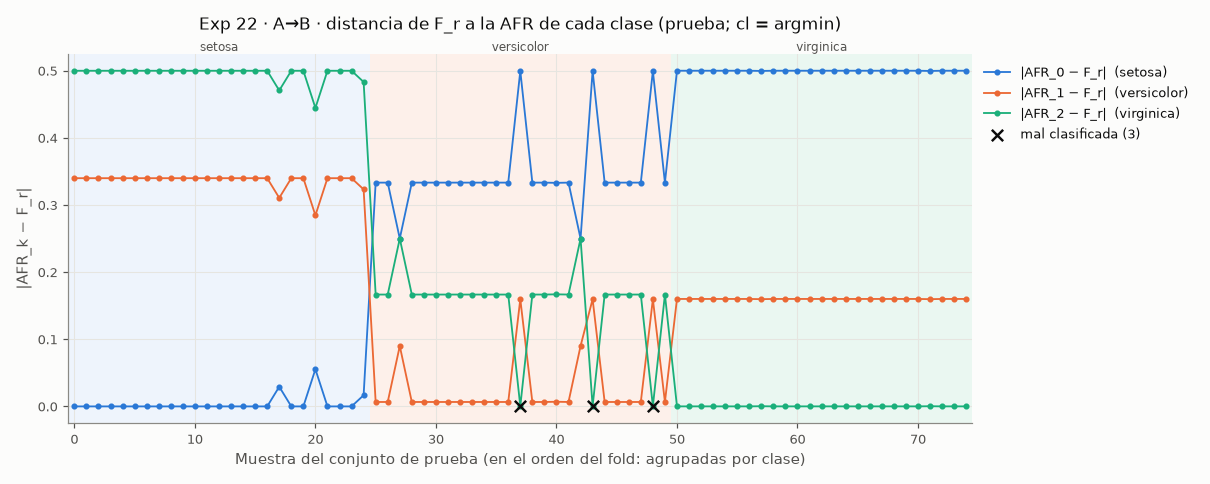 Exp 22 · A→B · distancia de F_r a la AFR de cada clase (prueba; cl = argmin)
setosa versicolor virginica
|AFR_0 − F_r| (setosa)
|AFR_1 − F_r| (versicolor)
|AFR_2 − F_r| (virginica)
mal clasificada (3)
|AFR_k − F_r|
0.5
0.4
0.3
0.2
0.1
0.0
0 10 20 30 40 50 60 70
Muestra del conjunto de prueba (en el orden del fold: agrupadas por clase)